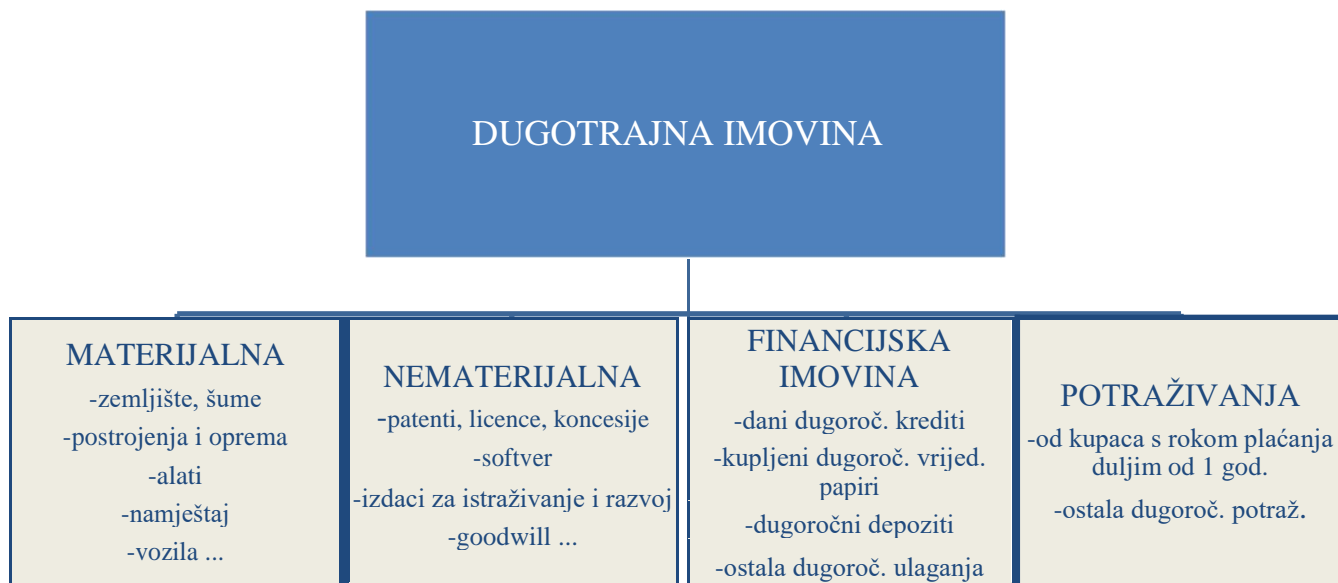 DUGOTRAJNA IMOVINA
MATERIJALNA
-zemljište, šume
-postrojenja i oprema
-alati
-namještaj
-vozila ...
NEMATERIJALNA
-patenti, licence, koncesije
-softver
-izdaci za istraživanje i razvoj
-goodwill ...
FINANCIJSKA
IMOVINA
-dani dugoroč. krediti
-kupljeni dugoroč. vrijed.
papiri
-dugoročni depoziti
-ostala dugoroč. ulaganja
POTRAŽIVANJA
-od kupaca s rokom plaćanja
duljim od 1 god.
-ostala dugoroč. potraž.